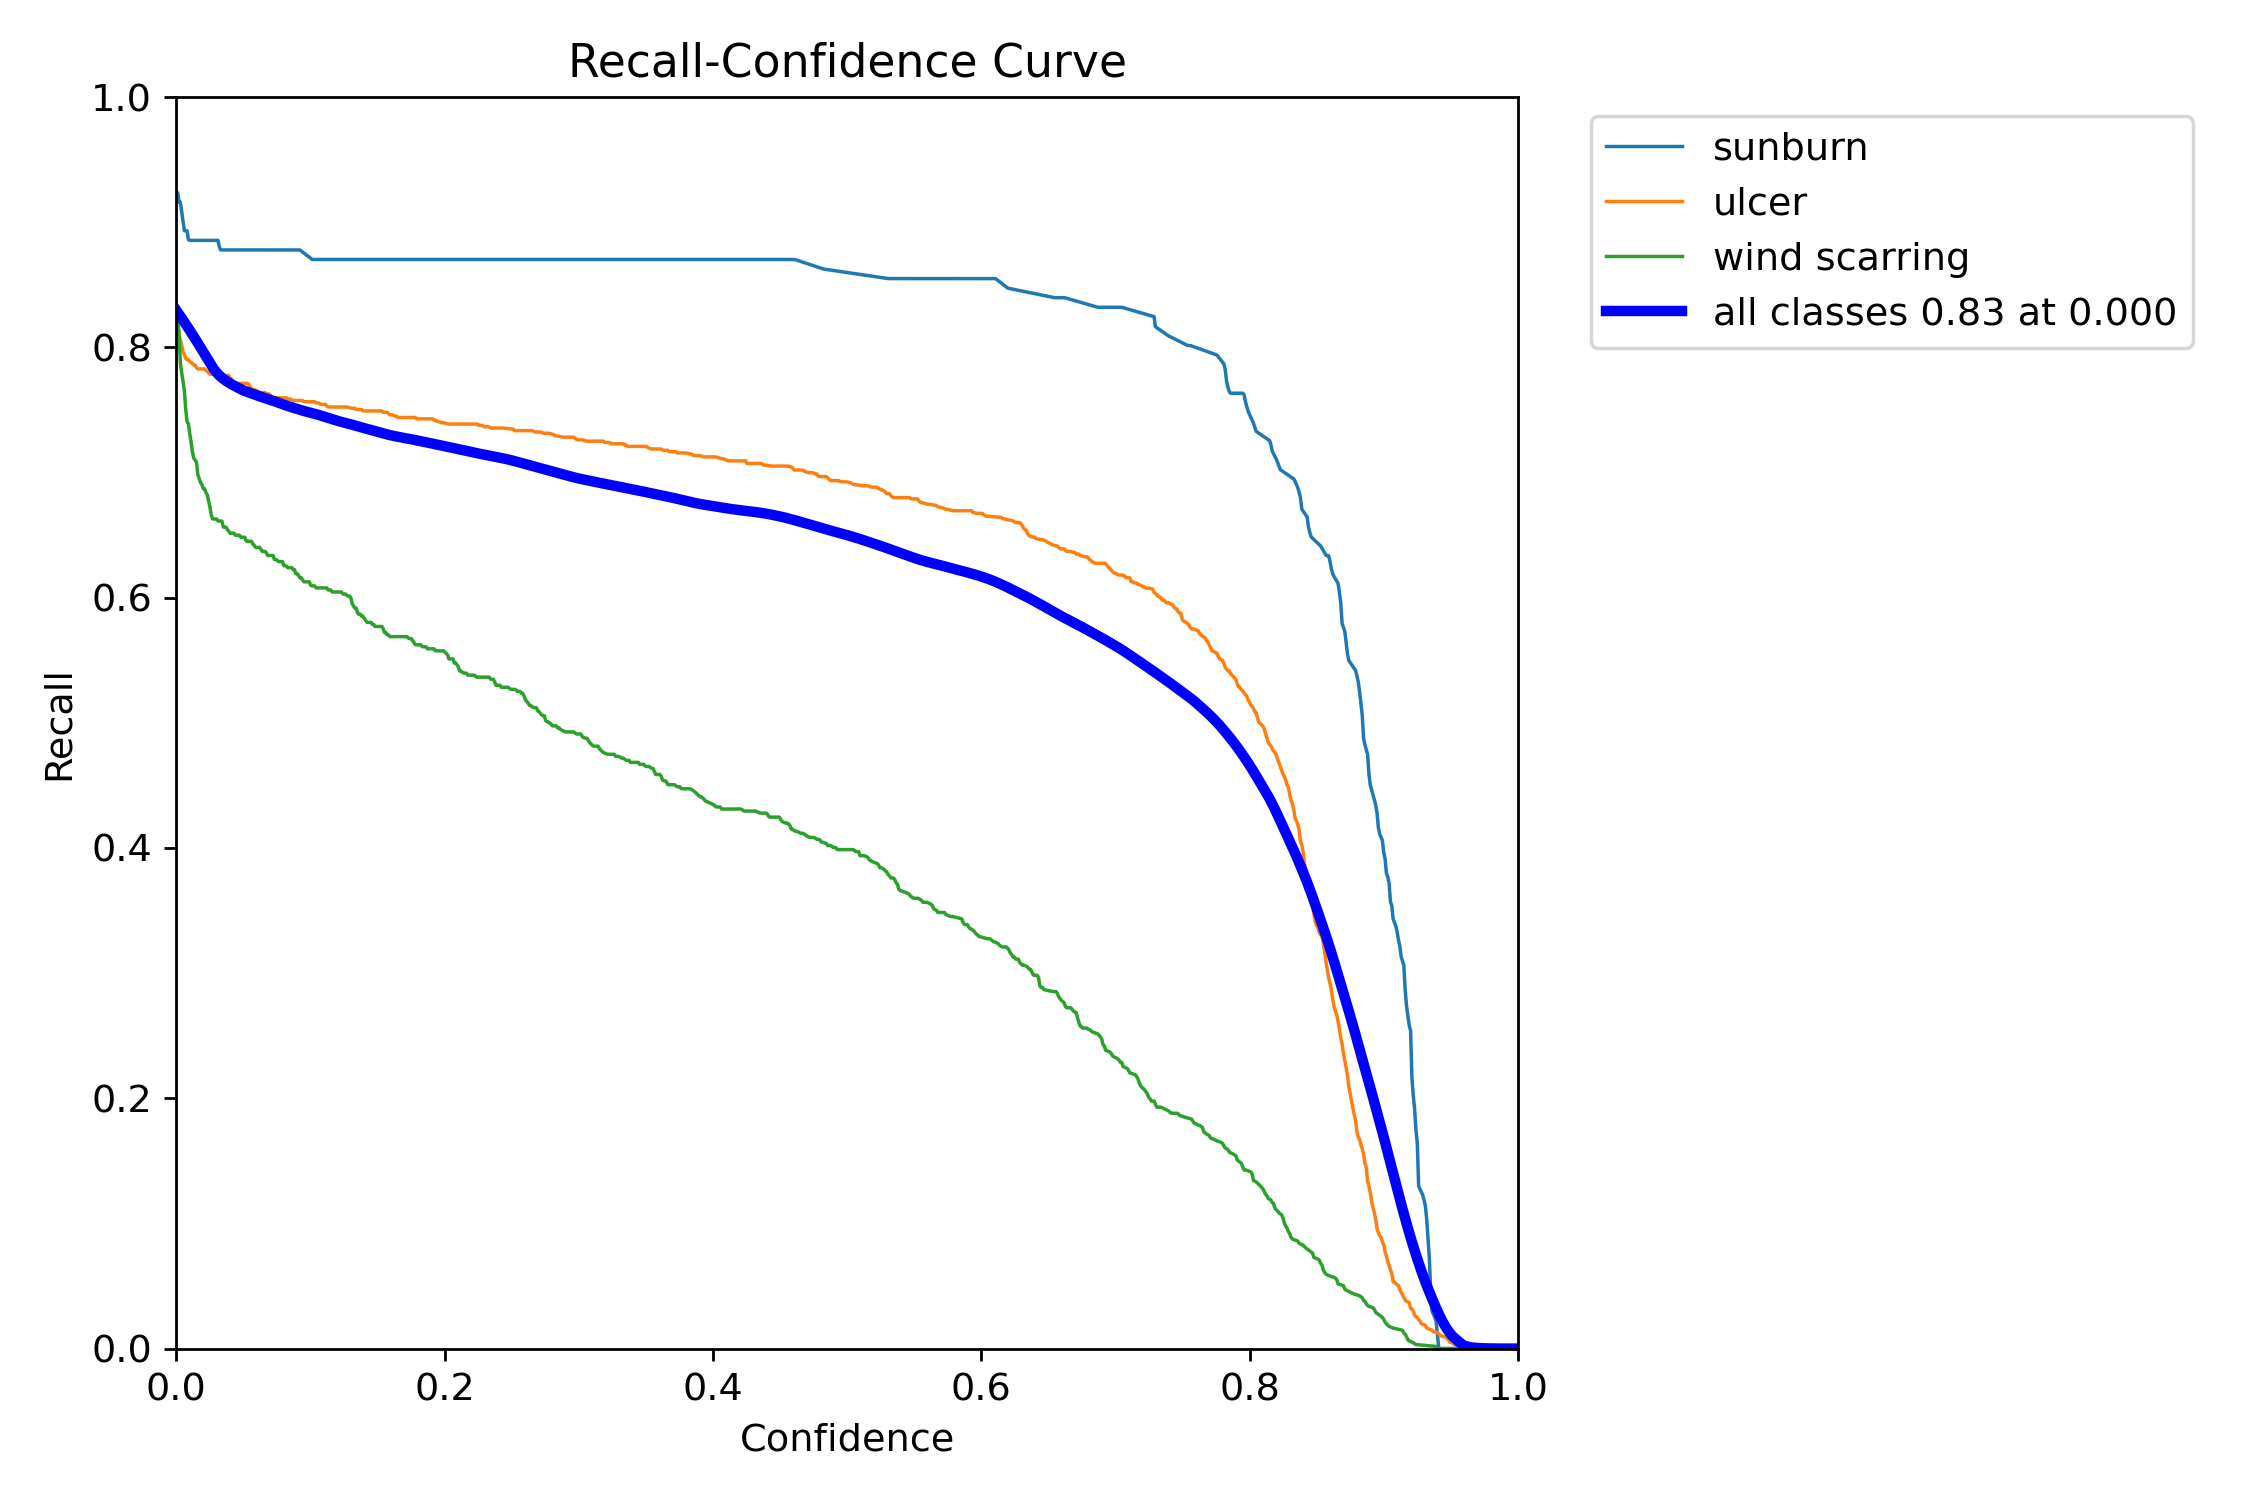 Recall-Confidence Curve
1.0
0.8
0.6
0.4
0.2
0.0
Recall
0.0 0.2 0.4 0.6 0.8 1.0
Confidence
sunburn
ulcer
wind scarring
all classes 0.83 at 0.000